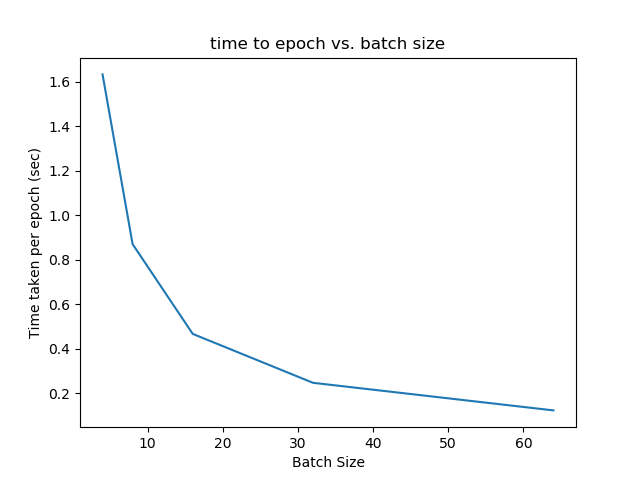 time to epoch vs. batch size
Time taken per epoch (sec)
1.6
1.4
1.2
1.0
0.8
0.6
0.4
0.2
10 20 30 40 50 60
Batch Size